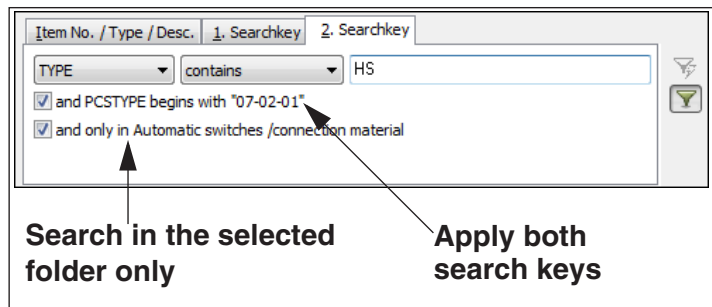 Item No. / Type / Desc. 1. Searchkey 2. Searchkey
TYPE contains HS
and PCSTYPE begins with "07-02-01"
and only in Automatic switches /connection material
Search in the selected
folder only
Apply both
search keys